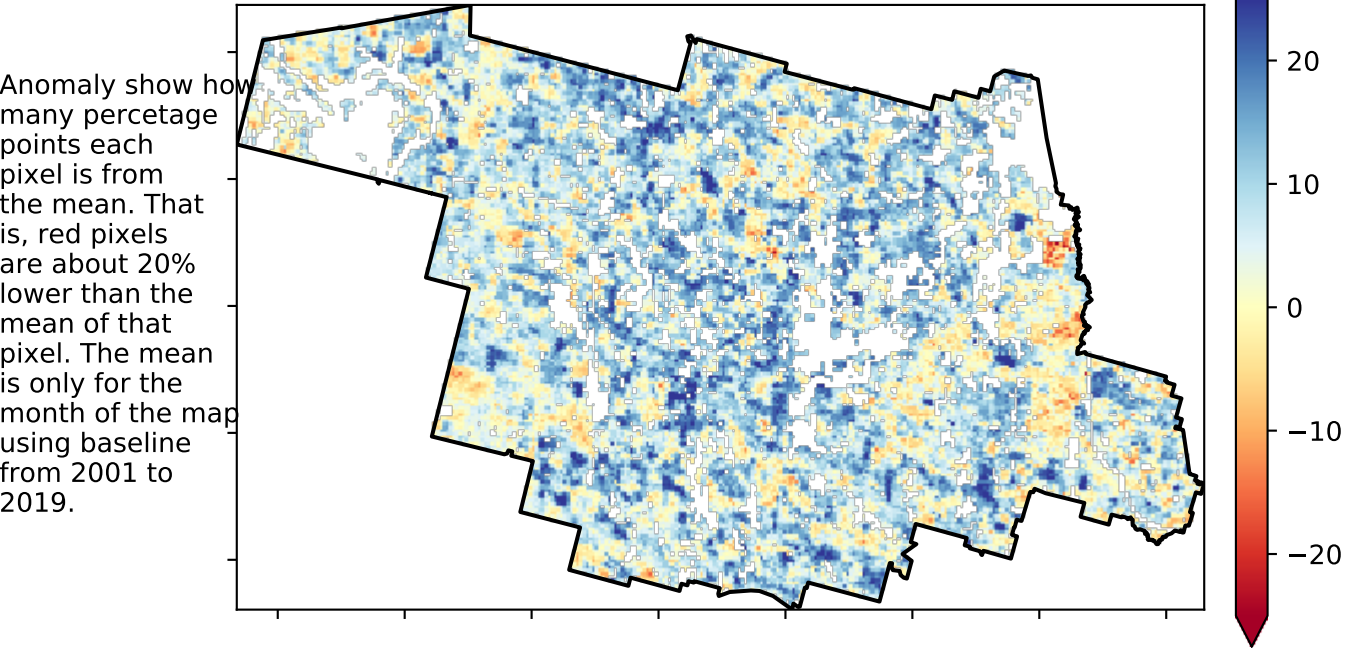 Anomaly show how
many percetage
points each
pixel is from
the mean. That
is, red pixels
are about 20%
lower than the
mean of that
pixel. The mean
is only for the
month of the map
using baseline
from 2001 to
2019.
20
10
0
−10
−20